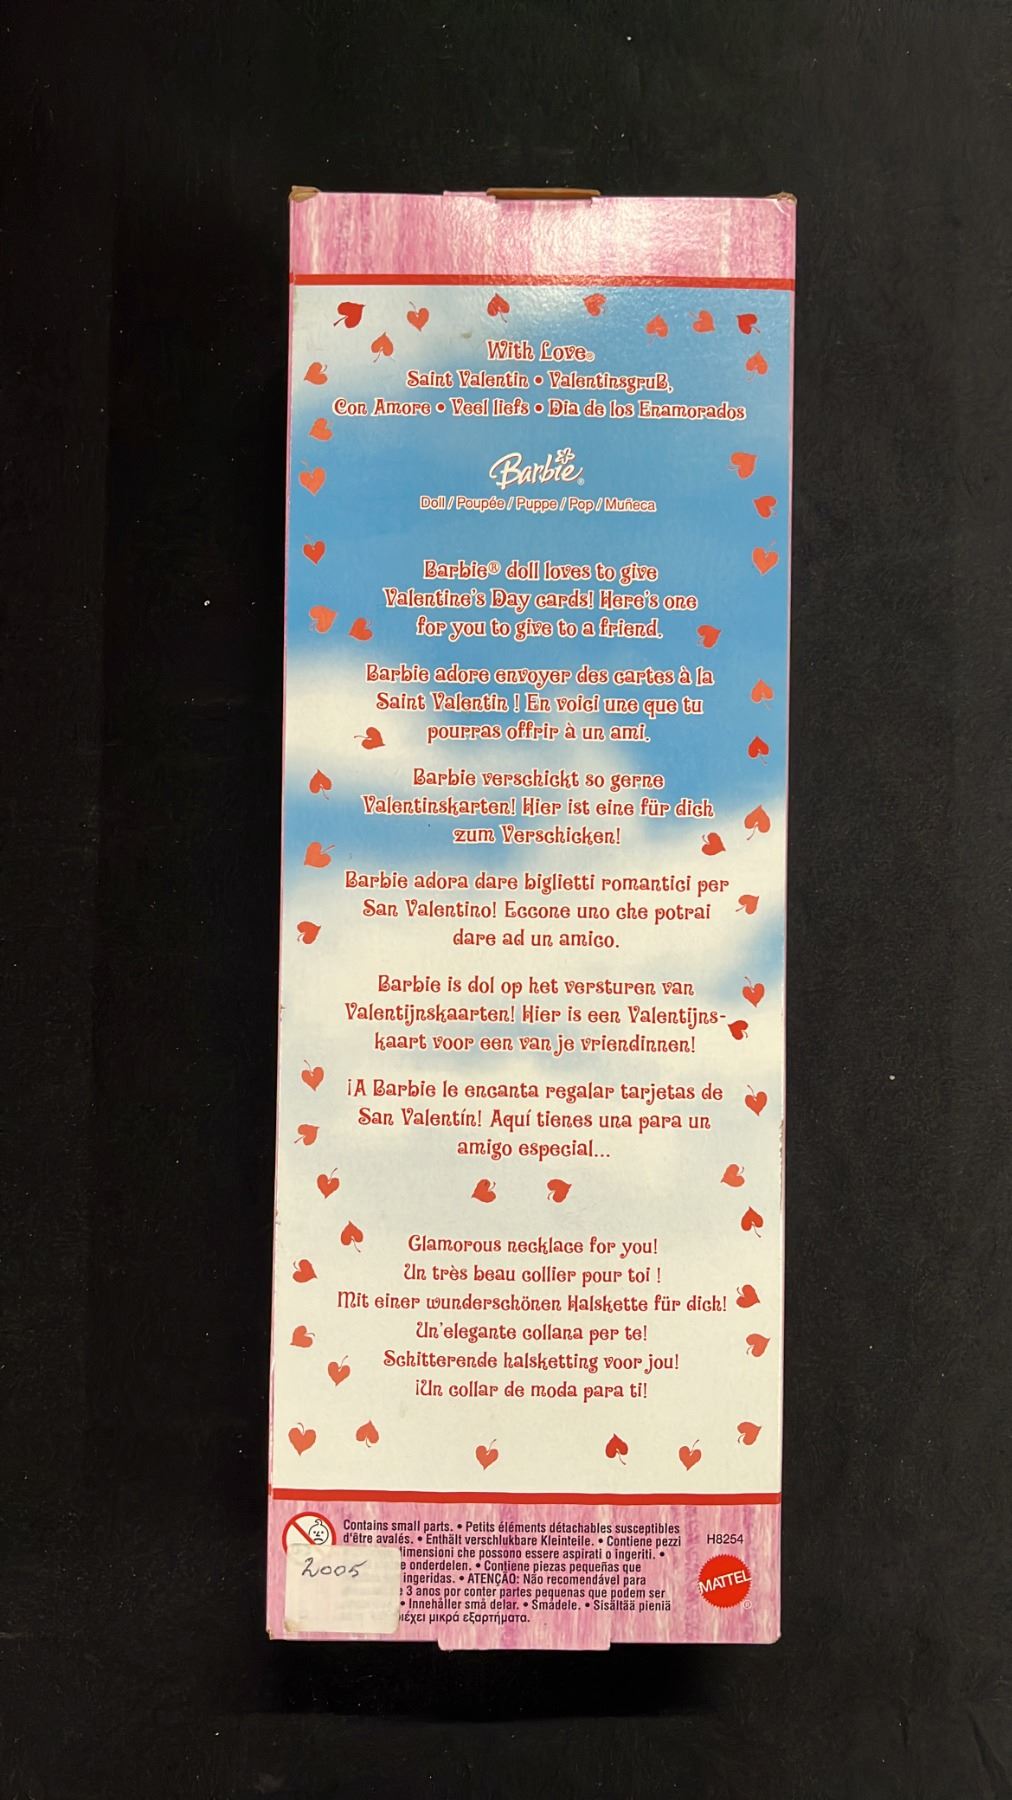 With Love®
Saint Valentin • Valentinsgruß,
Con Amore • Veel liefs • Día de los Enamorados
Barbie®
Doll / Poupée / Puppe / Pop / Muñeca
Barbie® doll loves to give
Valentine's Day cards! Here's one
for you to give to a friend.
Barbie adore envoyer des cartes à la
Saint Valentin ! En voici une que tu
pourras offrir à un ami.
Barbie verschickt so gerne
Valentinskarten! Hier ist eine für dich
zum Verschicken!
Barbie adora dare biglietti romantici per
San Valentino! Eccone uno che potrai
dare ad un amico.
Barbie is dol op het versturen van
Valentijnskaarten! Hier is een Valentijns-
kaart voor een van je vriendinnen!
¡A Barbie le encanta regalar tarjetas de
San Valentín! Aquí tienes una para un
amigo especial...
Glamorous necklace for you!
Un très beau collier pour toi !
Mit einer wunderschönen Halskette für dich!
Un'elegante collana per te!
Schitterende halsketting voor jou!
¡Un collar de moda para ti!
Contains small parts. • Petits éléments détachables susceptibles
d'être avalés. • Enthält verschlukbare Kleinteile. • Contiene pezzi
dimensioni che possono essere aspirati o ingeriti. •
onderdelen. • Contiene piezas pequeñas que
ingeridas. • ATENÇÃO: Não recomendável para
3 anos por conter partes pequenas que podem ser
• Innehåller små delar. • Smådele. • Sisältää pieniä
μικρά εξαρτήματα.
H8254
MATTEL®
2005